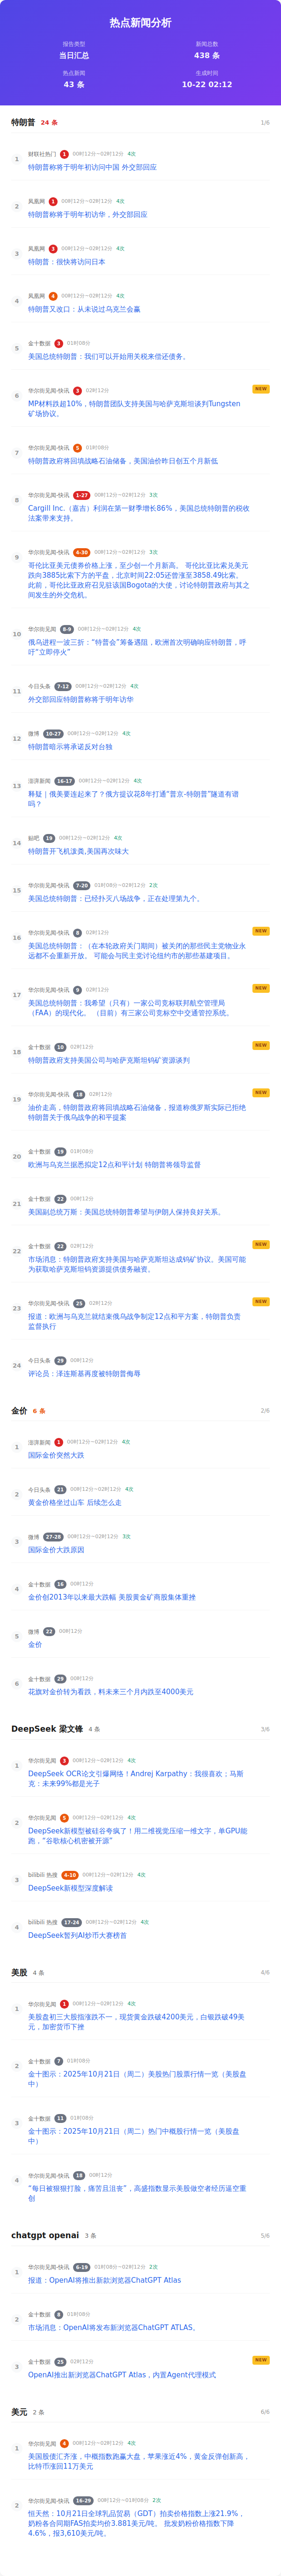 热点新闻分析
报告类型
当日汇总
新闻总数
438 条
热点新闻
43 条
生成时间
10-22 02:12
特朗普 24 条 1/6
1
财联社热门 1 00时12分~02时12分 4次
特朗普称将于明年初访问中国 外交部回应
2
凤凰网 1 00时12分~02时12分 4次
特朗普称将于明年初访华，外交部回应
3
凤凰网 3 00时12分~02时12分 4次
特朗普：很快将访问日本
4
凤凰网 4 00时12分~02时12分 4次
特朗普又改口：从未说过乌克兰会赢
5
金十数据 3 01时08分
美国总统特朗普：我们可以开始用关税来偿还债务。
6
华尔街见闻-快讯 3 02时12分 NEW
MP材料跌超10%，特朗普团队支持美国与哈萨克斯坦谈判Tungsten
矿场协议。
7
华尔街见闻-快讯 5 01时08分
特朗普政府将回填战略石油储备，美国油价昨日创五个月新低
8
华尔街见闻-快讯 1-27 00时12分~02时12分 3次
Cargill Inc.（嘉吉）利润在第一财季增长86%，美国总统特朗普的税收
法案带来支持。
9
华尔街见闻-快讯 4-30 00时12分~02时12分 3次
哥伦比亚美元债券价格上涨，至少创一个月新高。 哥伦比亚比索兑美元
跌向3885比索下方的平盘，北京时间22:05还曾涨至3858.49比索。
此前，哥伦比亚政府召见驻该国Bogota的大使，讨论特朗普政府与其之
间发生的外交危机。
10
华尔街见闻 8-9 00时12分~02时12分 4次
俄乌进程一波三折：“特普会”筹备遇阻，欧洲首次明确响应特朗普，呼
吁“立即停火”
11
今日头条 7-12 00时12分~02时12分 4次
外交部回应特朗普称将于明年访华
12
微博 10-27 00时12分~02时12分 4次
特朗普暗示将承诺反对台独
13
澎湃新闻 16-17 00时12分~02时12分 4次
释疑｜俄美要连起来了？俄方提议花8年打通“普京-特朗普”隧道有谱
吗？
14
贴吧 19 00时12分~02时12分 4次
特朗普开飞机泼粪,美国再次味大
15
华尔街见闻-快讯 7-20 01时08分~02时12分 2次
美国总统特朗普：已经扑灭八场战争，正在处理第九个。
16
华尔街见闻-快讯 8 02时12分 NEW
美国总统特朗普：（在本轮政府关门期间）被关闭的那些民主党物业永
远都不会重新开放。 可能会与民主党讨论纽约市的那些基建项目。
17
华尔街见闻-快讯 9 02时12分 NEW
美国总统特朗普：我希望（只有）一家公司竞标联邦航空管理局
（FAA）的现代化。 （目前）有三家公司竞标空中交通管控系统。
18
金十数据 10 02时12分 NEW
特朗普政府支持美国公司与哈萨克斯坦钨矿资源谈判
19
华尔街见闻-快讯 18 02时12分 NEW
油价走高，特朗普政府将回填战略石油储备，报道称俄罗斯实际已拒绝
特朗普关于俄乌战争的和平提案
20
金十数据 19 01时08分
欧洲与乌克兰据悉拟定12点和平计划 特朗普将领导监督
21
金十数据 22 00时12分
美国副总统万斯：美国总统特朗普希望与伊朗人保持良好关系。
22
金十数据 22 02时12分 NEW
市场消息：特朗普政府支持美国与哈萨克斯坦达成钨矿协议。美国可能
为获取哈萨克斯坦钨资源提供债务融资。
23
华尔街见闻-快讯 25 02时12分 NEW
报道：欧洲与乌克兰就结束俄乌战争制定12点和平方案，特朗普负责
监督执行
24
今日头条 29 00时12分
评论员：泽连斯基再度被特朗普侮辱
金价 6 条 2/6
1
澎湃新闻 1 00时12分~02时12分 4次
国际金价突然大跌
2
今日头条 21 00时12分~02时12分 4次
黄金价格坐过山车 后续怎么走
3
微博 27-28 00时12分~02时12分 3次
国际金价大跌原因
4
金十数据 16 00时12分
金价创2013年以来最大跌幅 美股黄金矿商股集体重挫
5
微博 22 00时12分
金价
6
金十数据 29 00时12分
花旗对金价转为看跌，料未来三个月内跌至4000美元
DeepSeek 梁文锋 4 条 3/6
1
华尔街见闻 3 00时12分~02时12分 4次
DeepSeek OCR论文引爆网络！Andrej Karpathy：我很喜欢；马斯
克：未来99%都是光子
2
华尔街见闻 5 00时12分~02时12分 4次
DeepSeek新模型被硅谷夸疯了！用二维视觉压缩一维文字，单GPU能
跑，“谷歌核心机密被开源”
3
bilibili 热搜 4-10 00时12分~02时12分 4次
DeepSeek新模型深度解读
4
bilibili 热搜 17-24 00时12分~02时12分 4次
DeepSeek暂列AI炒币大赛榜首
美股 4 条 4/6
1
华尔街见闻 1 00时12分~02时12分 4次
美股盘初三大股指涨跌不一，现货黄金跌破4200美元，白银跌破49美
元，加密货币下挫
2
金十数据 7 01时08分
金十图示：2025年10月21日（周二）美股热门股票行情一览（美股盘
中）
3
金十数据 11 01时08分
金十图示：2025年10月21日（周二）热门中概股行情一览（美股盘
中）
4
华尔街见闻-快讯 18 00时12分
“每日被狠狠打脸，痛苦且沮丧”，高盛指数显示美股做空者经历逼空重
创
chatgpt openai 3 条 5/6
1
华尔街见闻-快讯 6-19 01时08分~02时12分 2次
报道：OpenAI将推出新款浏览器ChatGPT Atlas
2
金十数据 8 01时08分
市场消息：OpenAI将发布新浏览器ChatGPT ATLAS。
3
金十数据 25 02时12分 NEW
OpenAI推出新浏览器ChatGPT Atlas，内置Agent代理模式
美元 2 条 6/6
1
华尔街见闻 4 00时12分~02时12分 4次
美国股债汇齐涨，中概指数跑赢大盘，苹果涨近4%，黄金反弹创新高，
比特币涨回11万美元
2
华尔街见闻-快讯 16-29 00时12分~01时08分 2次
恒天然：10月21日全球乳品贸易（GDT）拍卖价格指数上涨21.9%，
奶粉各合同期FAS拍卖均价3.881美元/吨。 批发奶粉价格指数下降
4.6%，报3,610美元/吨。